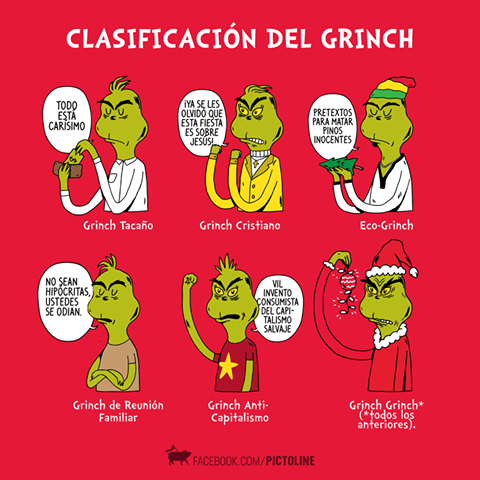 CLASIFICACIÓN DEL GRINCH
TODO
ESTÁ
CARÍSIMO
Grinch Tacaño
¡YA SE LES
OLVIDÓ QUE
ESTA FIESTA
ES SOBRE
JESÚS!
Grinch Cristiano
PRETEXTOS
PARA MATAR
PINOS
INOCENTES
Eco-Grinch
NO SEAN
HIPÓCRITAS,
USTEDES
SE ODIAN.
Grinch de Reunión
Familiar
VIL
INVENTO
CONSUMISTA
DEL CAPI-
TALISMO
SALVAJE
Grinch Anti-
Capitalismo
Grinch Grinch*
(*todos los
anteriores).
FACEBOOK.COM/PICTOLINE